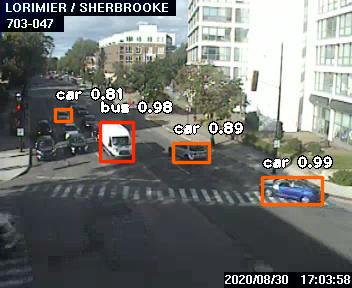 LORIMIER / SHERBROOKE
703-047
car 0.81
bus 0.98
car 0.89
car 0.99
2020/08/30 17:03:58